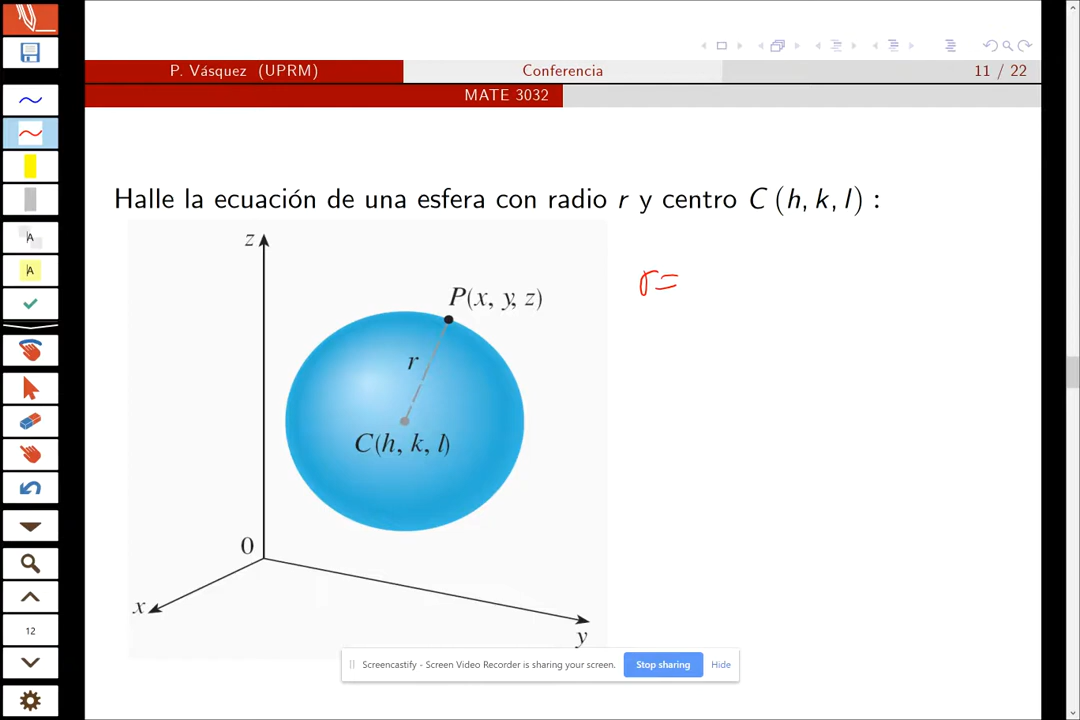 P. Vásquez (UPRM) Conferencia 11 / 22
MATE 3032
Halle la ecuación de una esfera con radio r y centro C (h, k, l) :
z
P(x, y, z)
r=
r
C(h, k, l)
0
x
y
A
A
12
Screencastify - Screen Video Recorder is sharing your screen. Stop sharing Hide